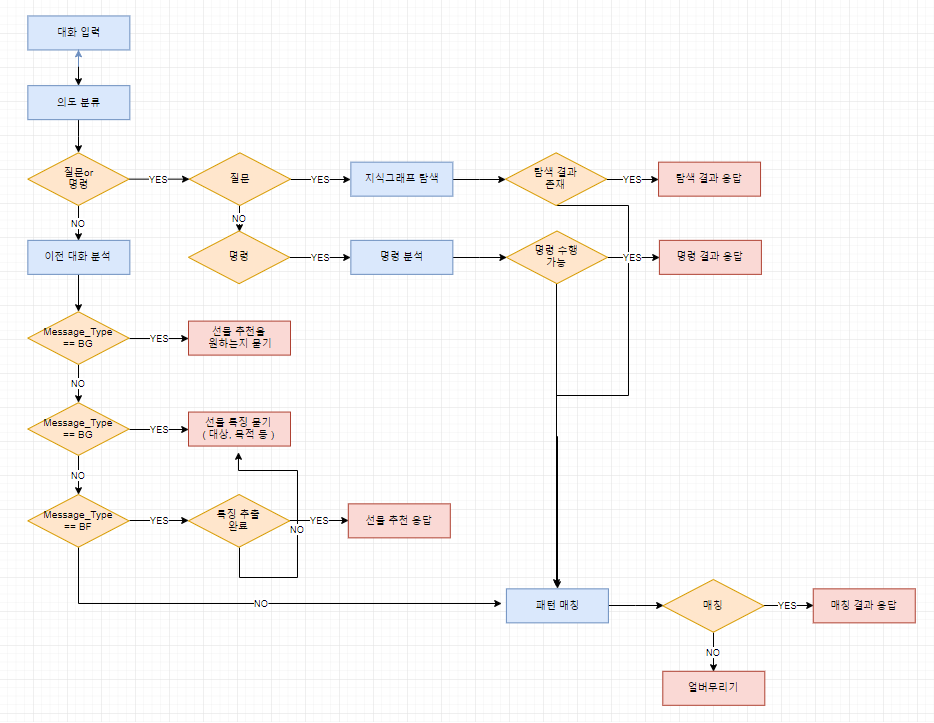 대화 입력
의도 분류
질문or
명령
YES
질문
YES
지식그래프 탐색
탐색 결과
존재
YES
탐색 결과 응답
NO
NO
이전 대화 분석
명령
YES
명령 분석
명령 수행
가능
YES
명령 결과 응답
Message_Type
== BG
YES
선물 추천을
원하는지 묻기
NO
Message_Type
== BG
YES
선물 특징 묻기
( 대상, 목적 등 )
NO
Message_Type
== BF
YES
특징 추출
완료
YES
NO
선물 추천 응답
NO
패턴 매칭
매칭
YES
매칭 결과 응답
NO
얼버무리기